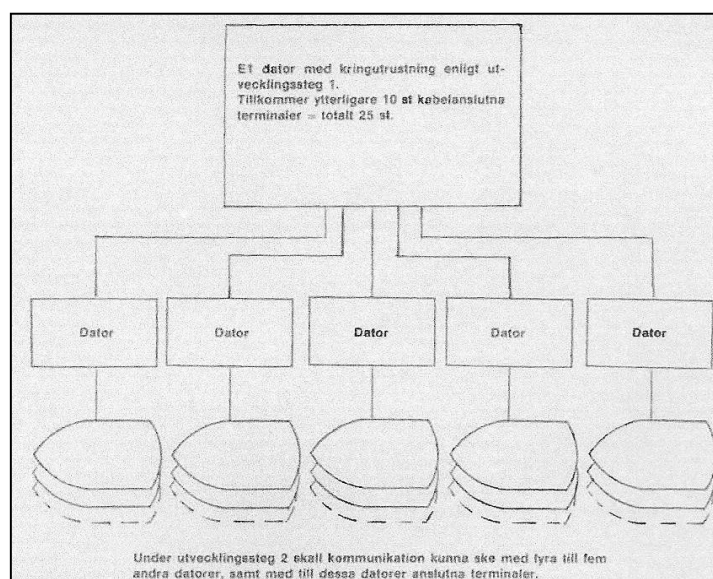 E1 dator med kringutrustning enligt ut-
vecklingssteg 1.
Tillkommer ytterligare 10 st kabelanslutna
terminaler = totalt 25 st.
Dator Dator Dator Dator Dator
Under utvecklingssteg 2 skall kommunikation kunna ske med fyra till fem
andra datorer, samt med till dessa datorer anslutna terminaler.